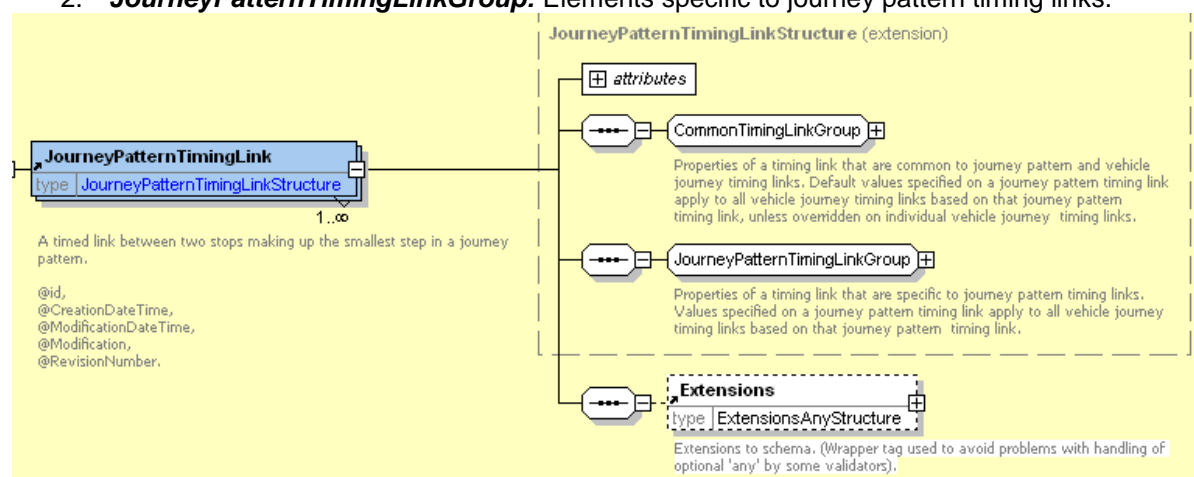 2. JourneyPatternTimingLinkGroup: Elements specific to journey pattern timing links.
JourneyPatternTimingLinkStructure (extension)
attributes
CommonTimingLinkGroup
Properties of a timing link that are common to journey pattern and vehicle
journey timing links. Default values specified on a journey pattern timing link
apply to all vehicle journey timing links based on that journey pattern
timing link, unless overridden on individual vehicle journey timing links.
JourneyPatternTimingLink
type JourneyPatternTimingLinkStructure
1..∞
A timed link between two stops making up the smallest step in a journey
pattern.
@id,
@CreationDateTime,
@ModificationDateTime,
@Modification,
@RevisionNumber.
JourneyPatternTimingLinkGroup
Properties of a timing link that are specific to journey pattern timing links.
Values specified on a journey pattern timing link apply to all vehicle journey
timing links based on that journey pattern timing link.
Extensions
type ExtensionsAnyStructure
Extensions to schema. (Wrapper tag used to avoid problems with handling of
optional 'any' by some validators).